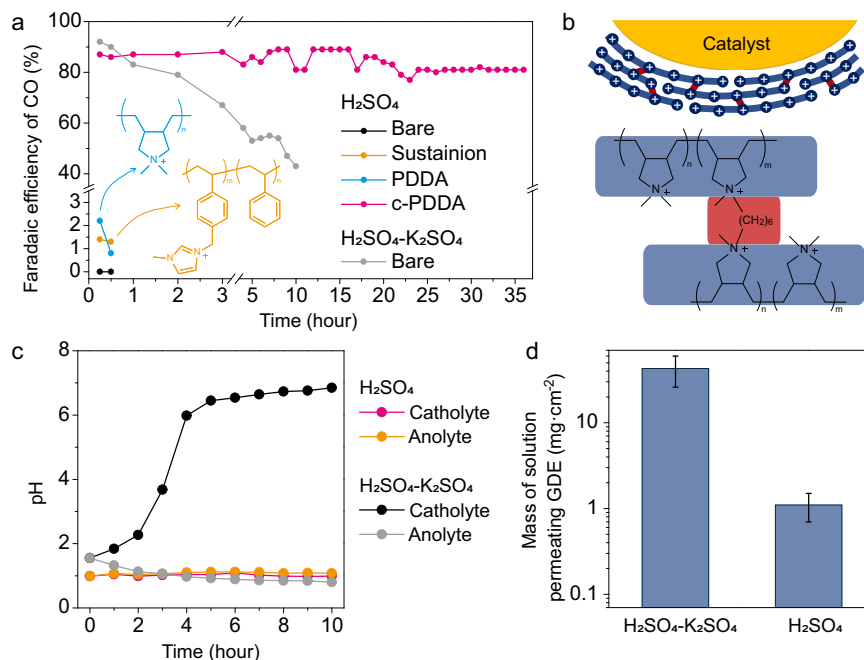 a
Faradaic efficiency of CO (%)
100
80
60
40
3
2
1
0
0
1
2
3
5
10
15
20
25
30
35
Time (hour)
n
N
+
m
n
N
N
+
H₂SO₄
Bare
Sustainion
PDDA
c-PDDA
H₂SO₄-K₂SO₄
Bare
b
Catalyst
+ + + + + + + + + + + + + + + + + + + + + + +
n
m
N
+
N
+
(CH₂)₆
N
+
N
+
n
m
c
pH
8
6
4
2
0
0
2
4
6
8
10
Time (hour)
H₂SO₄
Catholyte
Anolyte
H₂SO₄-K₂SO₄
Catholyte
Anolyte
d
Mass of solution
permeating GDE (mg·cm⁻²)
10
1
0.1
H₂SO₄-K₂SO₄
H₂SO₄